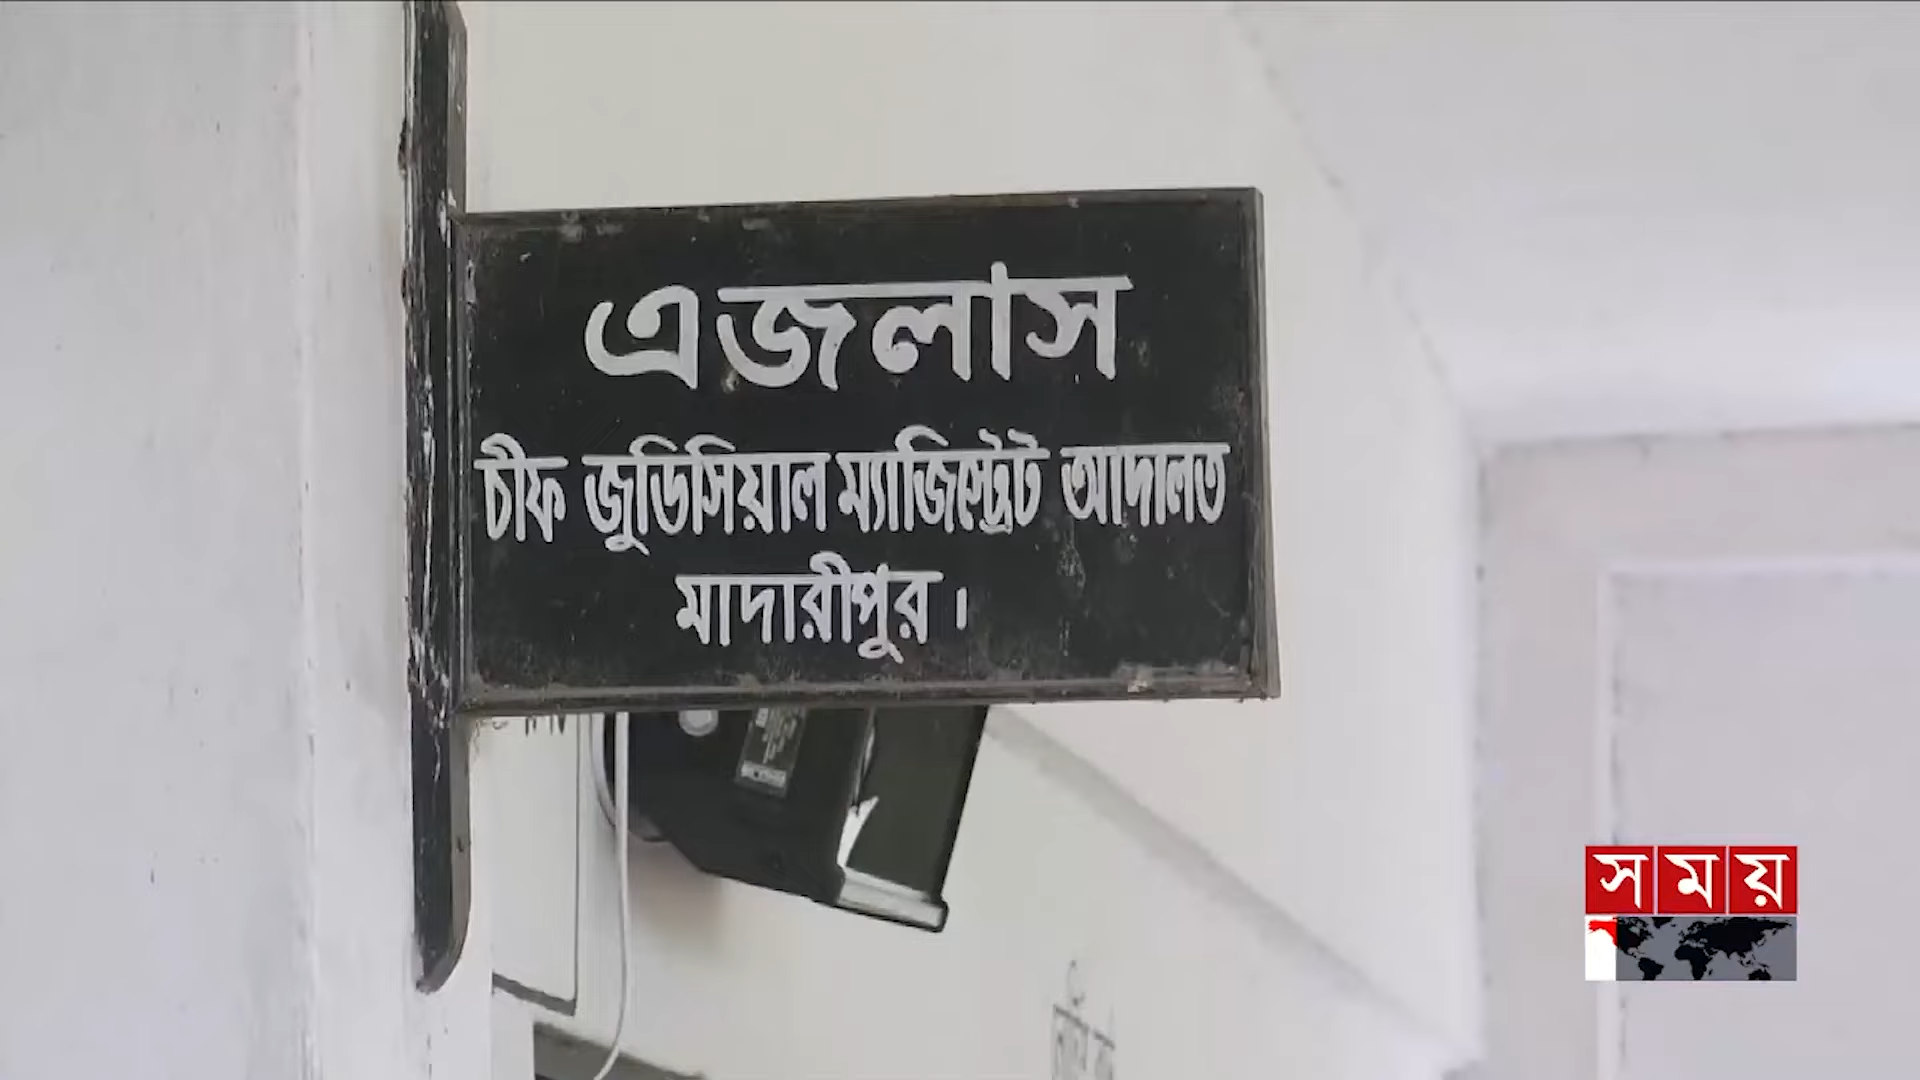 এজলাস
চীফ জুডিসিয়াল ম্যাজিস্ট্রেট আদালত
মাদারীপুর।
সময়